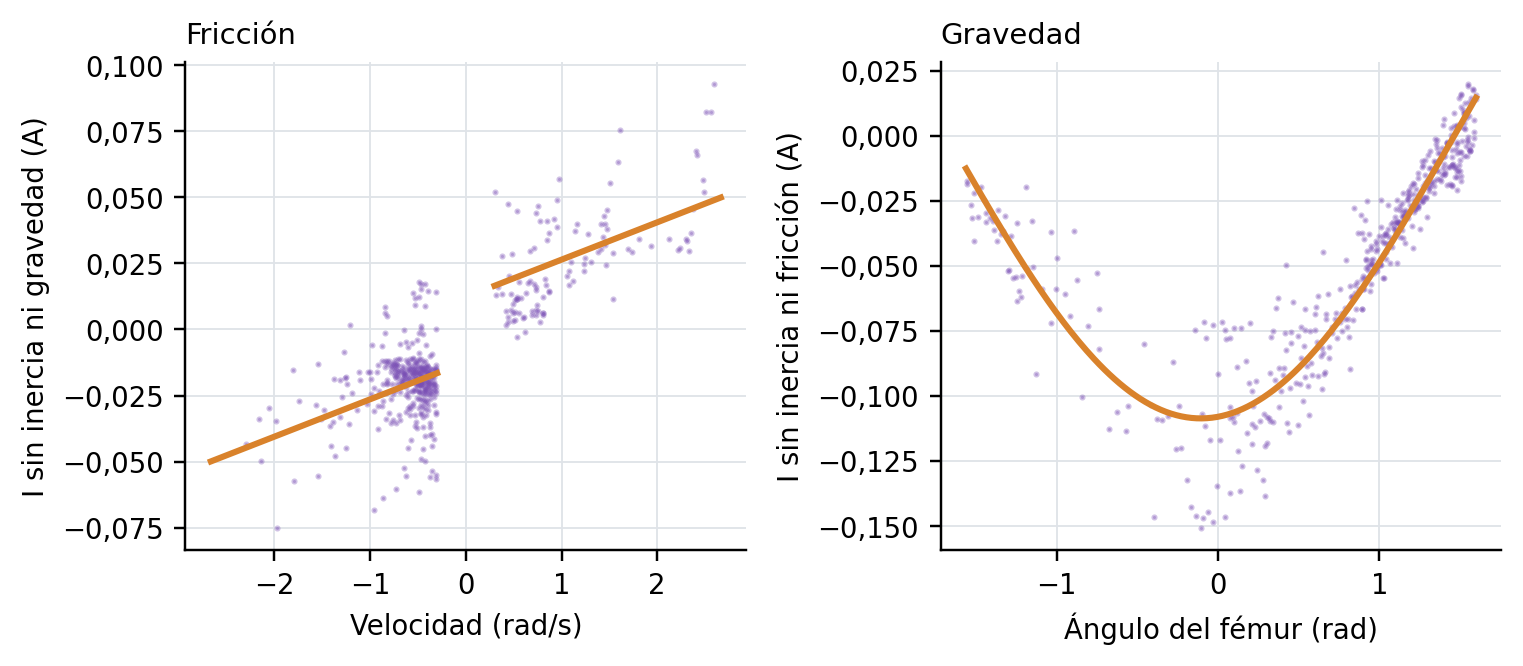 Fricción
I sin inercia ni gravedad (A)
0,100
0,075
0,050
0,025
0,000
−0,025
−0,050
−0,075
−2 −1 0 1 2
Velocidad (rad/s)
Gravedad
I sin inercia ni fricción (A)
0,025
0,000
−0,025
−0,050
−0,075
−0,100
−0,125
−0,150
−1 0 1
Ángulo del fémur (rad)